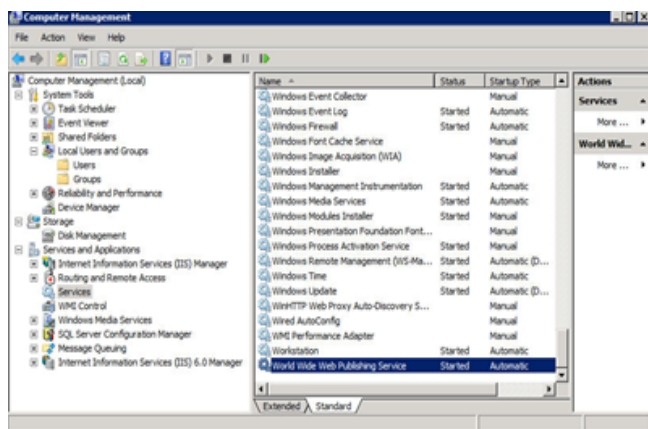 Computer Management
File Action View Help
Computer Management (Local)
System Tools
Task Scheduler
Event Viewer
Shared Folders
Local Users and Groups
Users
Groups
Reliability and Performance
Device Manager
Storage
Disk Management
Services and Applications
Internet Information Services (IIS) Manager
Routing and Remote Access
Services
WMI Control
Windows Media Services
SQL Server Configuration Manager
Message Queuing
Internet Information Services (IIS) 6.0 Manager
Name Status Startup Type
Windows Event Collector Manual
Windows Event Log Started Automatic
Windows Firewall Started Automatic
Windows Font Cache Service Manual
Windows Image Acquisition (WIA) Manual
Windows Installer Manual
Windows Management Instrumentation Started Automatic
Windows Media Services Started Automatic
Windows Modules Installer Started Manual
Windows Presentation Foundation Font... Manual
Windows Process Activation Service Started Manual
Windows Remote Management (WS-Ma... Started Automatic (D...
Windows Time Started Automatic
Windows Update Started Automatic (D...
WinHTTP Web Proxy Auto-Discovery S... Manual
Wired AutoConfig Manual
WMI Performance Adapter Manual
Workstation Started Automatic
World Wide Web Publishing Service Started Automatic
Extended Standard
Actions
Services
More ...
World Wid...
More ...